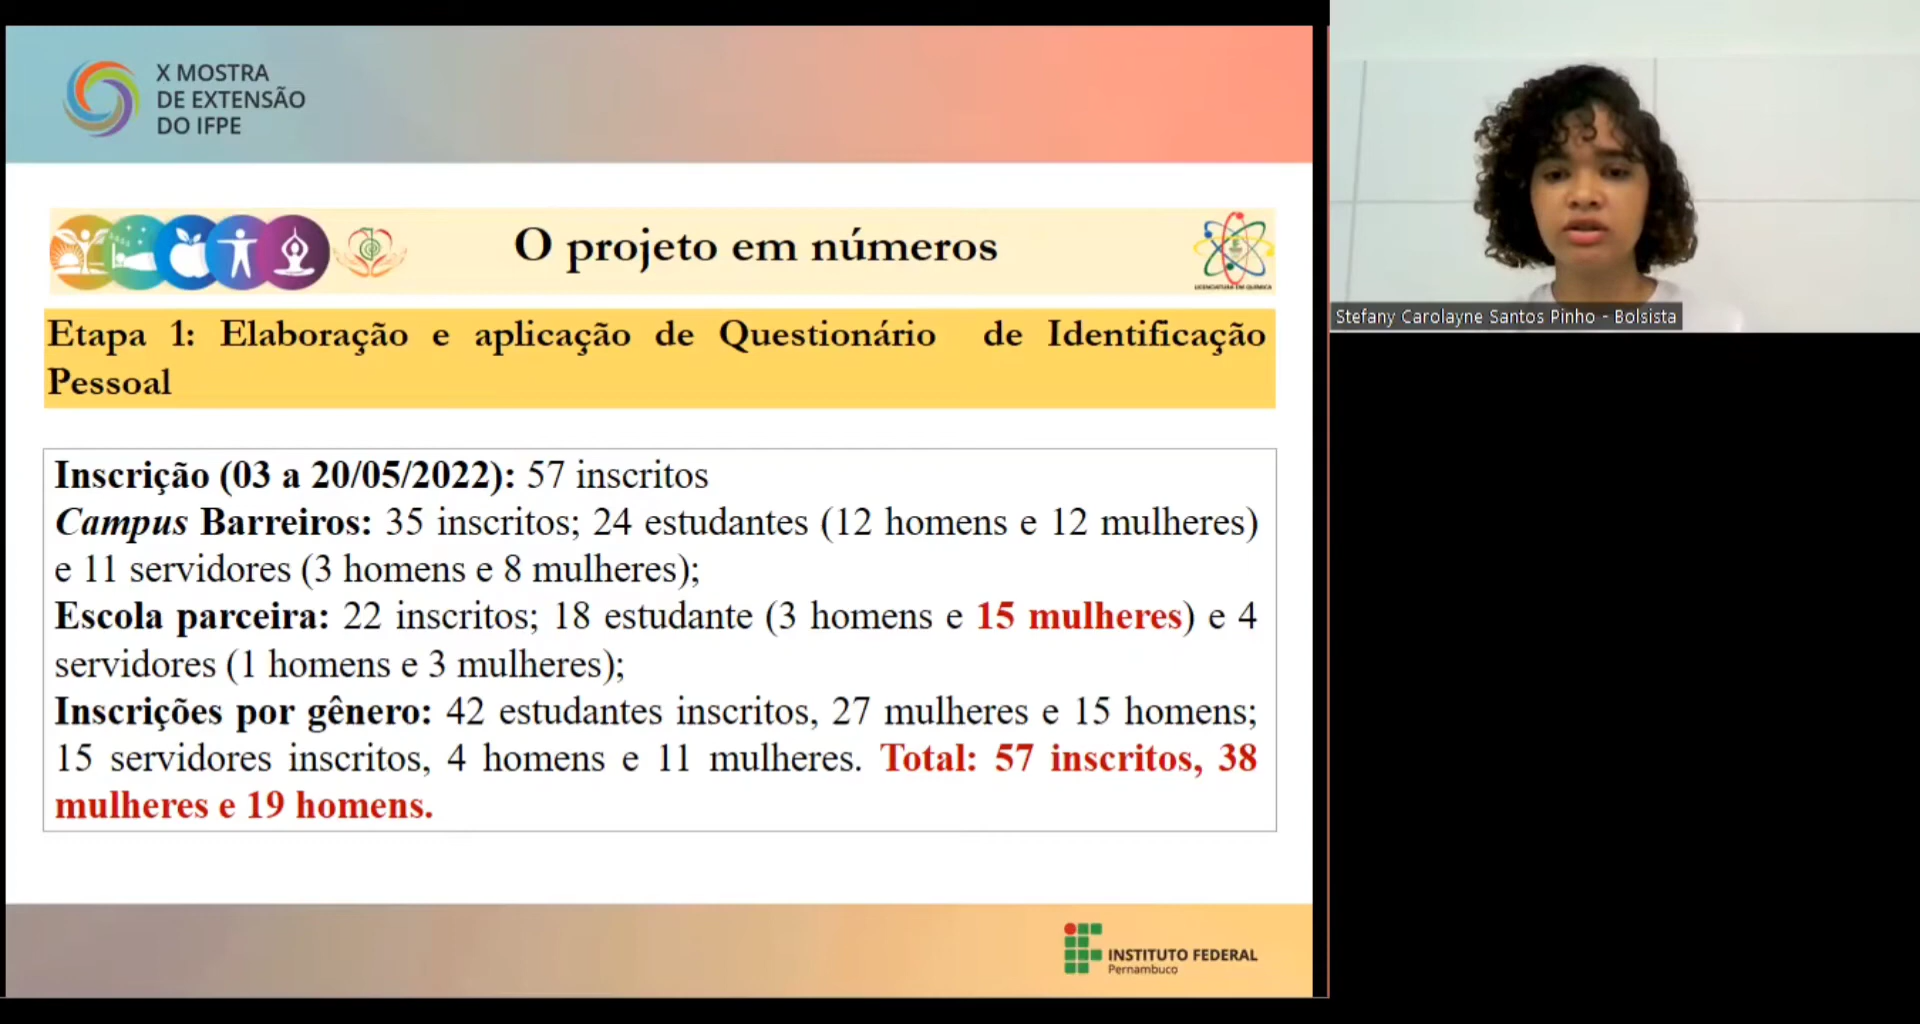 X MOSTRA
DE EXTENSÃO
DO IFPE
O projeto em números
LICENCIATURA EM QUÍMICA
Etapa 1: Elaboração e aplicação de Questionário de Identificação
Pessoal
Inscrição (03 a 20/05/2022): 57 inscritos
Campus Barreiros: 35 inscritos; 24 estudantes (12 homens e 12 mulheres)
e 11 servidores (3 homens e 8 mulheres);
Escola parceira: 22 inscritos; 18 estudante (3 homens e 15 mulheres) e 4
servidores (1 homens e 3 mulheres);
Inscrições por gênero: 42 estudantes inscritos, 27 mulheres e 15 homens;
15 servidores inscritos, 4 homens e 11 mulheres. Total: 57 inscritos, 38
mulheres e 19 homens.
INSTITUTO FEDERAL
Pernambuco
Stefany Carolayne Santos Pinho - Bolsista